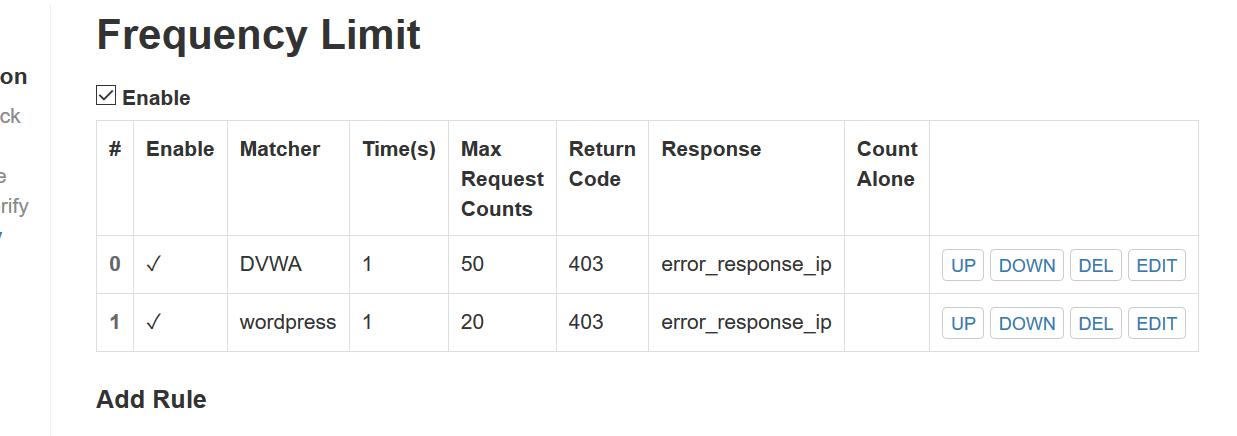 Frequency Limit
on
Enable
ck
# Enable Matcher Time(s) Max Request Counts Return Code Response Count Alone
e
rify
0 ✓ DVWA 1 50 403 error_response_ip UP DOWN DEL EDIT
1 ✓ wordpress 1 20 403 error_response_ip UP DOWN DEL EDIT
Add Rule